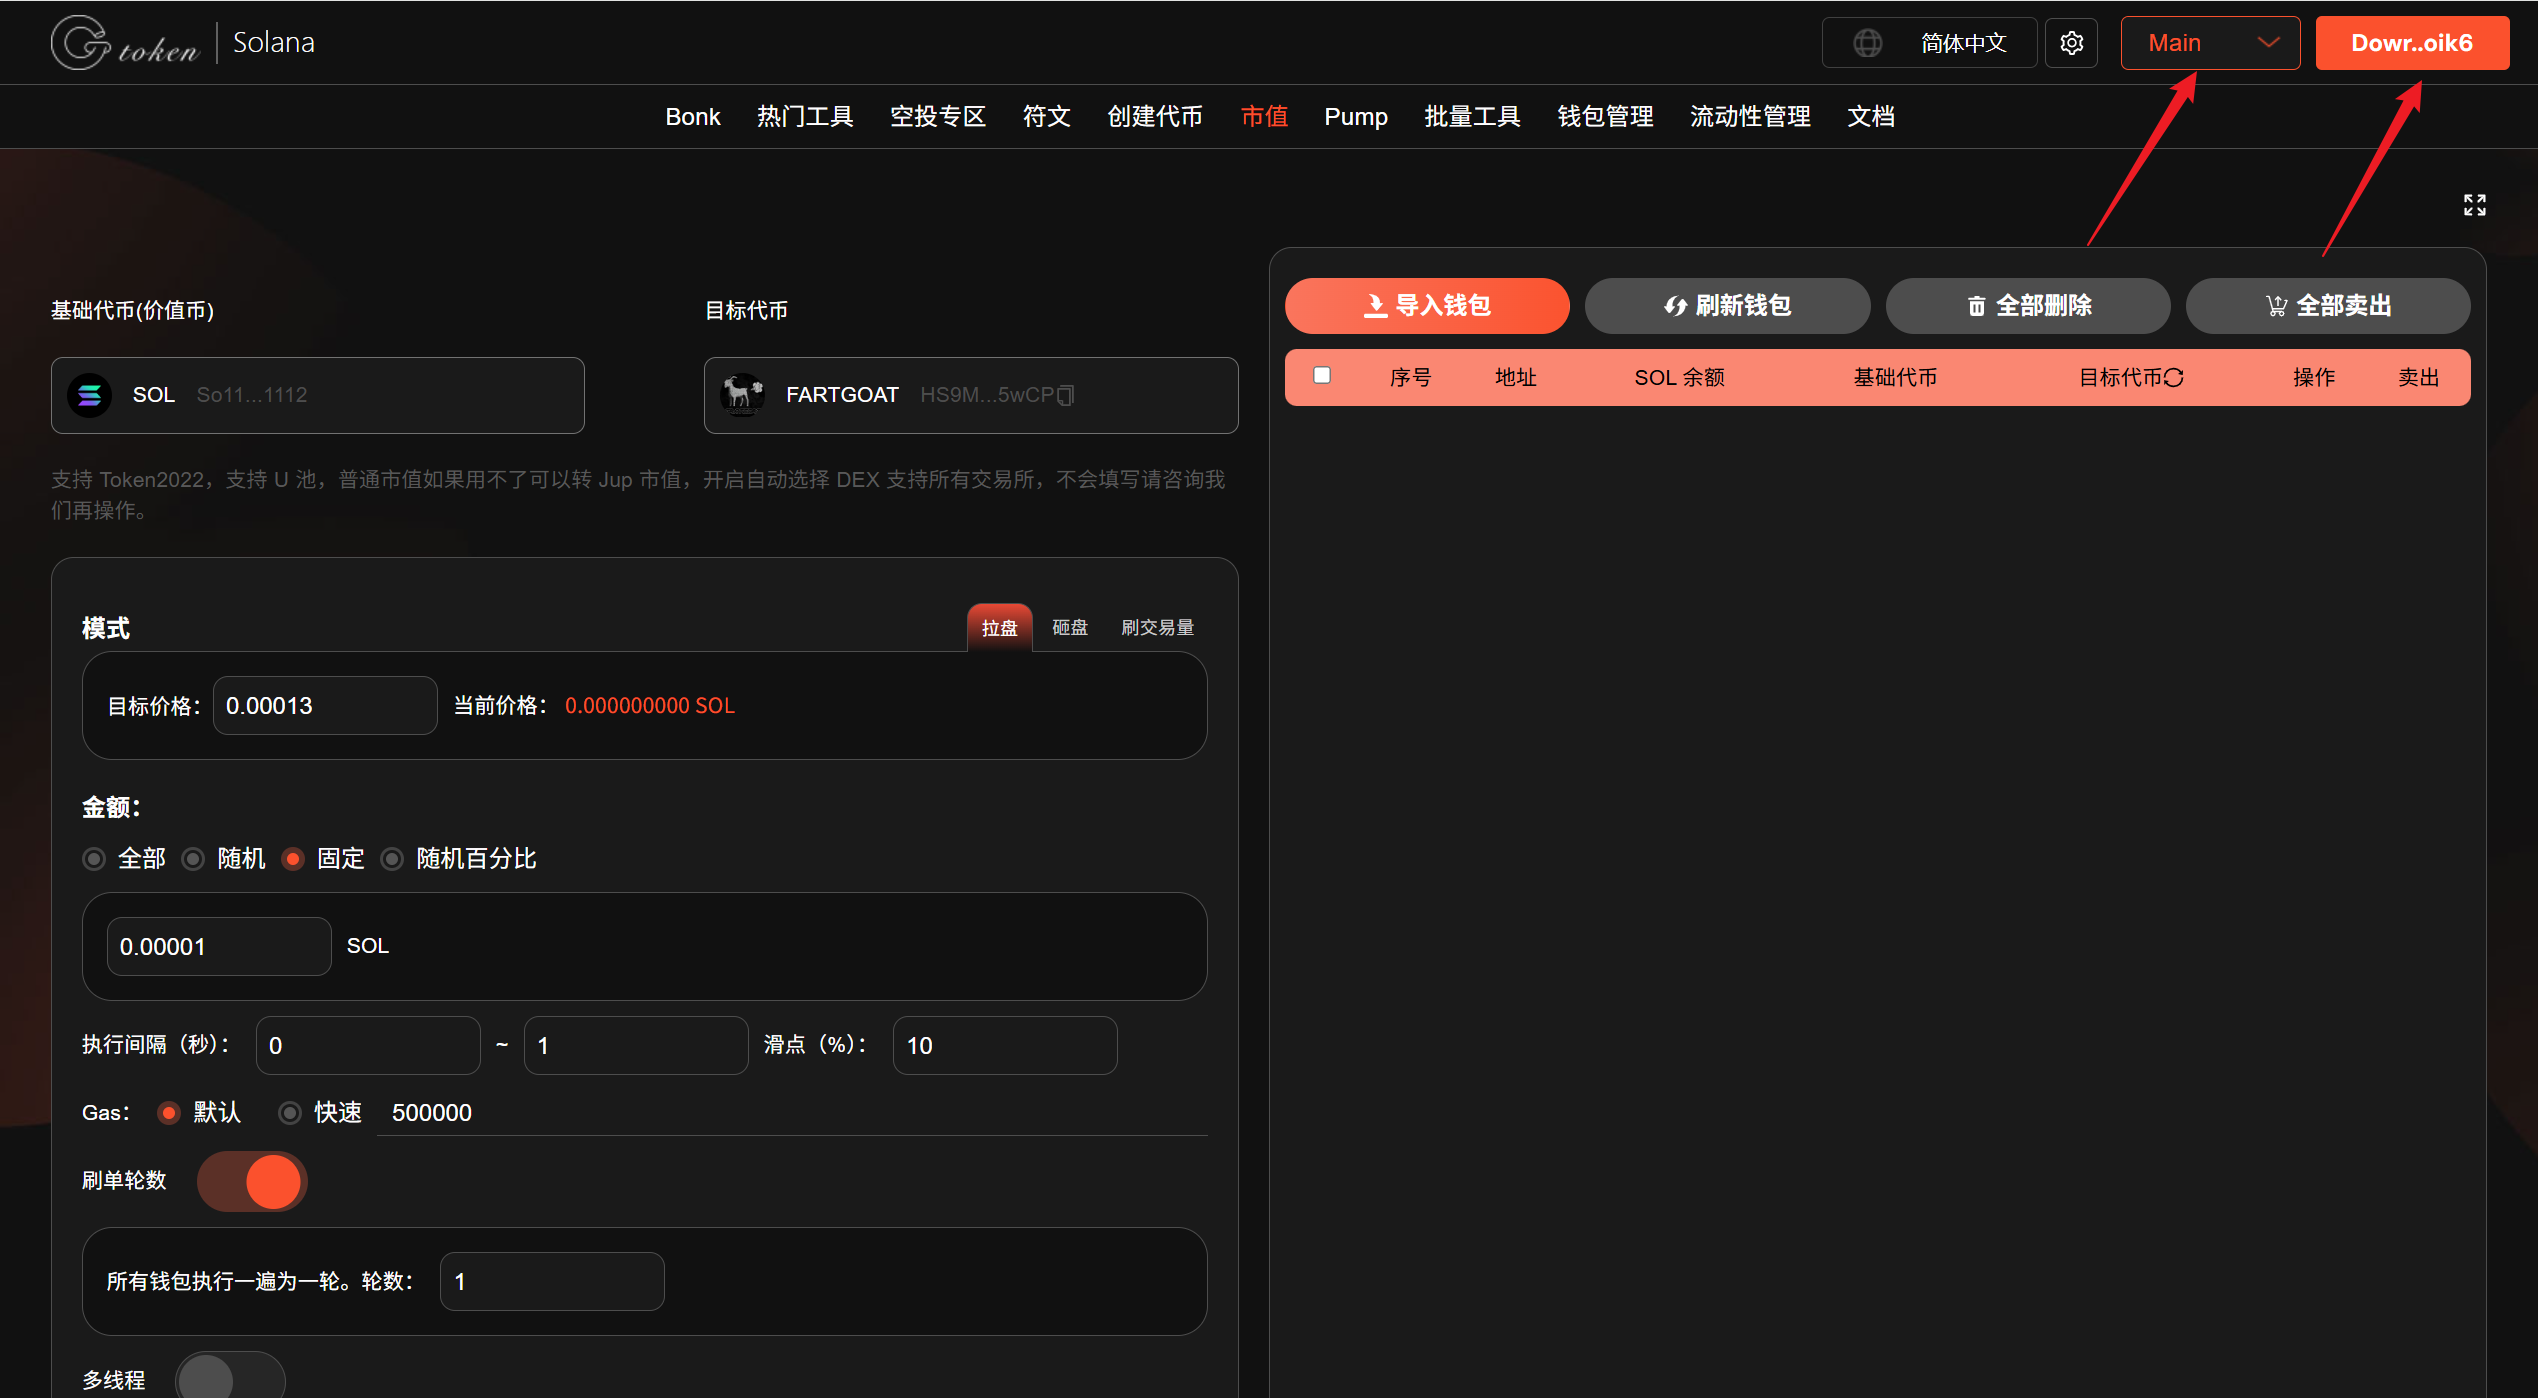 GT token | Solana
简体中文
Main
Dowr..oik6
Bonk 热门工具 空投专区 符文 创建代币 市值 Pump 批量工具 钱包管理 流动性管理 文档
基础代币(价值币)
目标代币
SOL So11...1112
FARTGOAT HS9M...5wCP
支持 Token2022，支持 U 池，普通市值如果用不了可以转 Jup 市值，开启自动选择 DEX 支持所有交易所，不会填写请咨询我
们再操作。
模式
拉盘 砸盘 刷交易量
目标价格： 0.00013 当前价格： 0.000000000 SOL
金额：
全部 随机 固定 随机百分比
0.00001 SOL
执行间隔（秒）： 0 ~ 1 滑点（%）： 10
Gas： 默认 快速 500000
刷单轮数
所有钱包执行一遍为一轮。轮数： 1
多线程
导入钱包 刷新钱包 全部删除 全部卖出
序号 地址 SOL 余额 基础代币 目标代币 操作 卖出